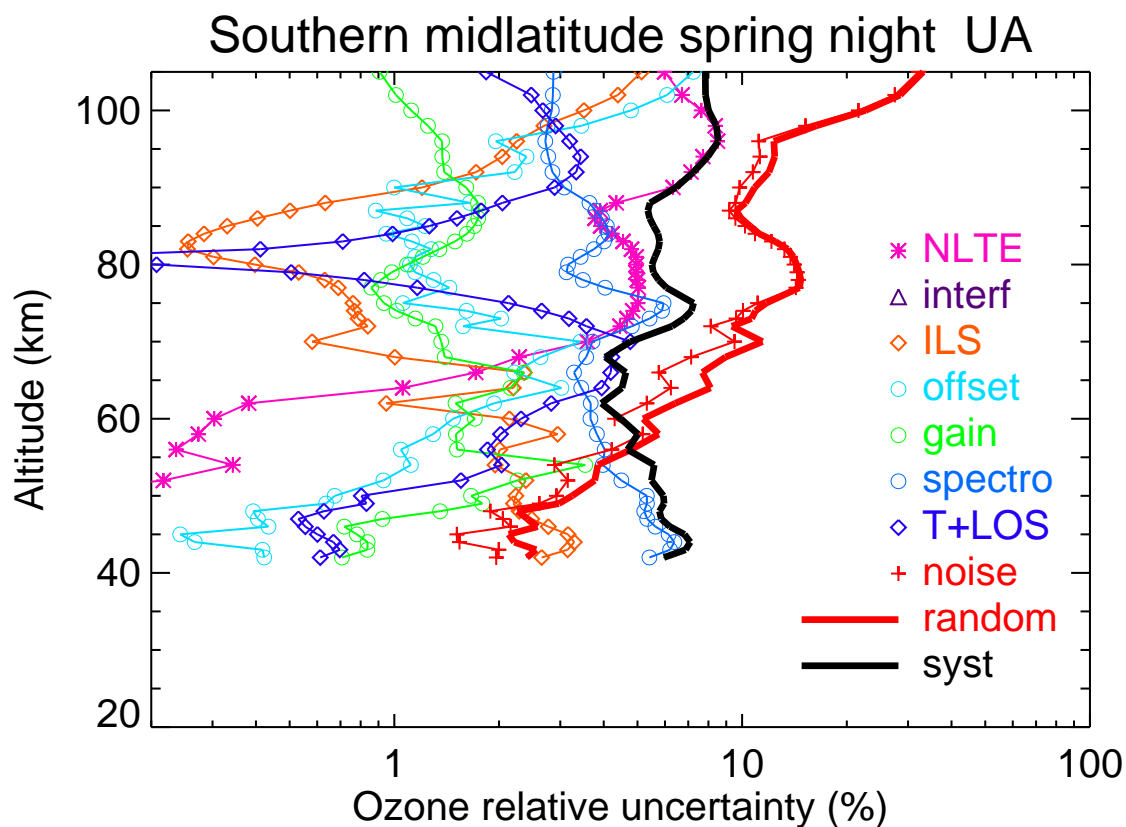 Southern midlatitude spring night UA
100
80
60
40
20
Altitude (km)
NLTE
interf
ILS
offset
gain
spectro
T+LOS
noise
random
syst
1
10
100
Ozone relative uncertainty (%)